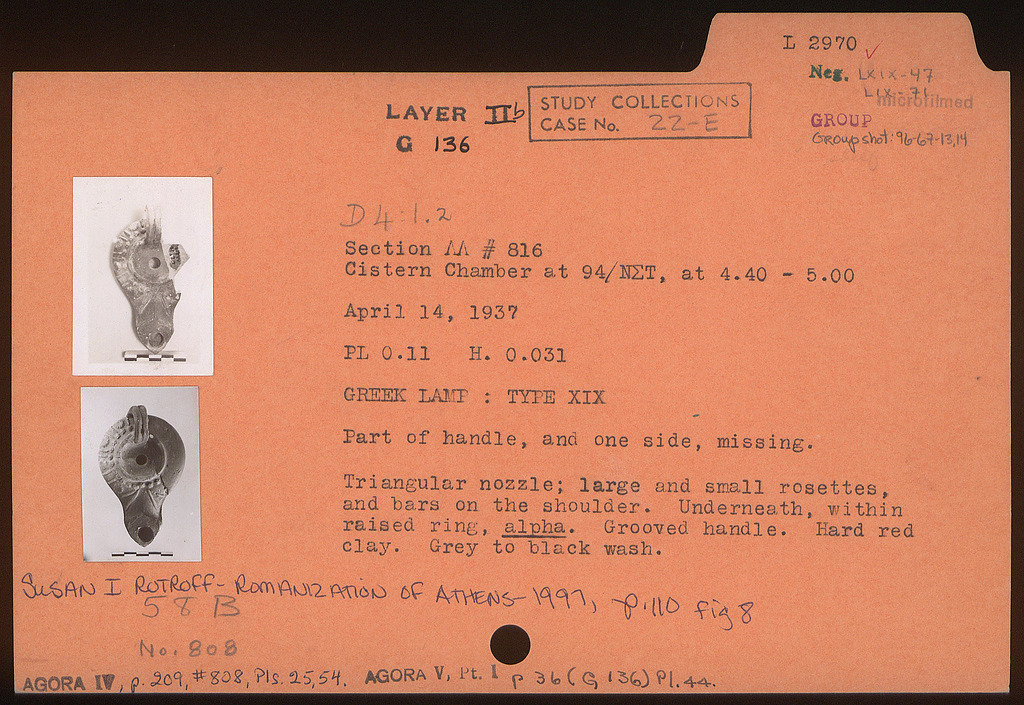 L 2970 ✓
Neg. LXIX-47
LIX-71
microfilmed
GROUP
Group shot: 96-67-13,14
LAYER IIb
G 136
STUDY COLLECTIONS
CASE No. 22-E
D 4:1.2
Section ΛΛ # 816
Cistern Chamber at 94/ΝΣΤ, at 4.40 - 5.00
April 14, 1937
PL 0.11 H. 0.031
GREEK LAMP : TYPE XIX
Part of handle, and one side, missing.
Triangular nozzle; large and small rosettes,
and bars on the shoulder. Underneath, within
raised ring, alpha. Grooved handle. Hard red
clay. Grey to black wash.
SUSAN I ROTROFF - ROMANIZATION OF ATHENS - 1997, p.110 fig 8
58 B
No. 808
AGORA IV, p. 209, #808, Pls. 25,54. AGORA V, Pt. I p 36 (G 136) Pl. 44.